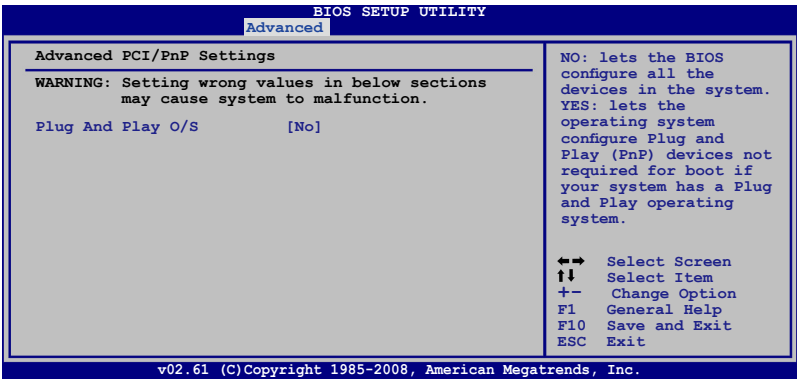 BIOS SETUP UTILITY
Advanced
Advanced PCI/PnP Settings
WARNING: Setting wrong values in below sections
may cause system to malfunction.
Plug And Play O/S [No]
NO: lets the BIOS
configure all the
devices in the system.
YES: lets the
operating system
configure Plug and
Play (PnP) devices not
required for boot if
your system has a Plug
and Play operating
system.
←→ Select Screen
↑↓ Select Item
+- Change Option
F1 General Help
F10 Save and Exit
ESC Exit
v02.61 (C)Copyright 1985-2008, American Megatrends, Inc.